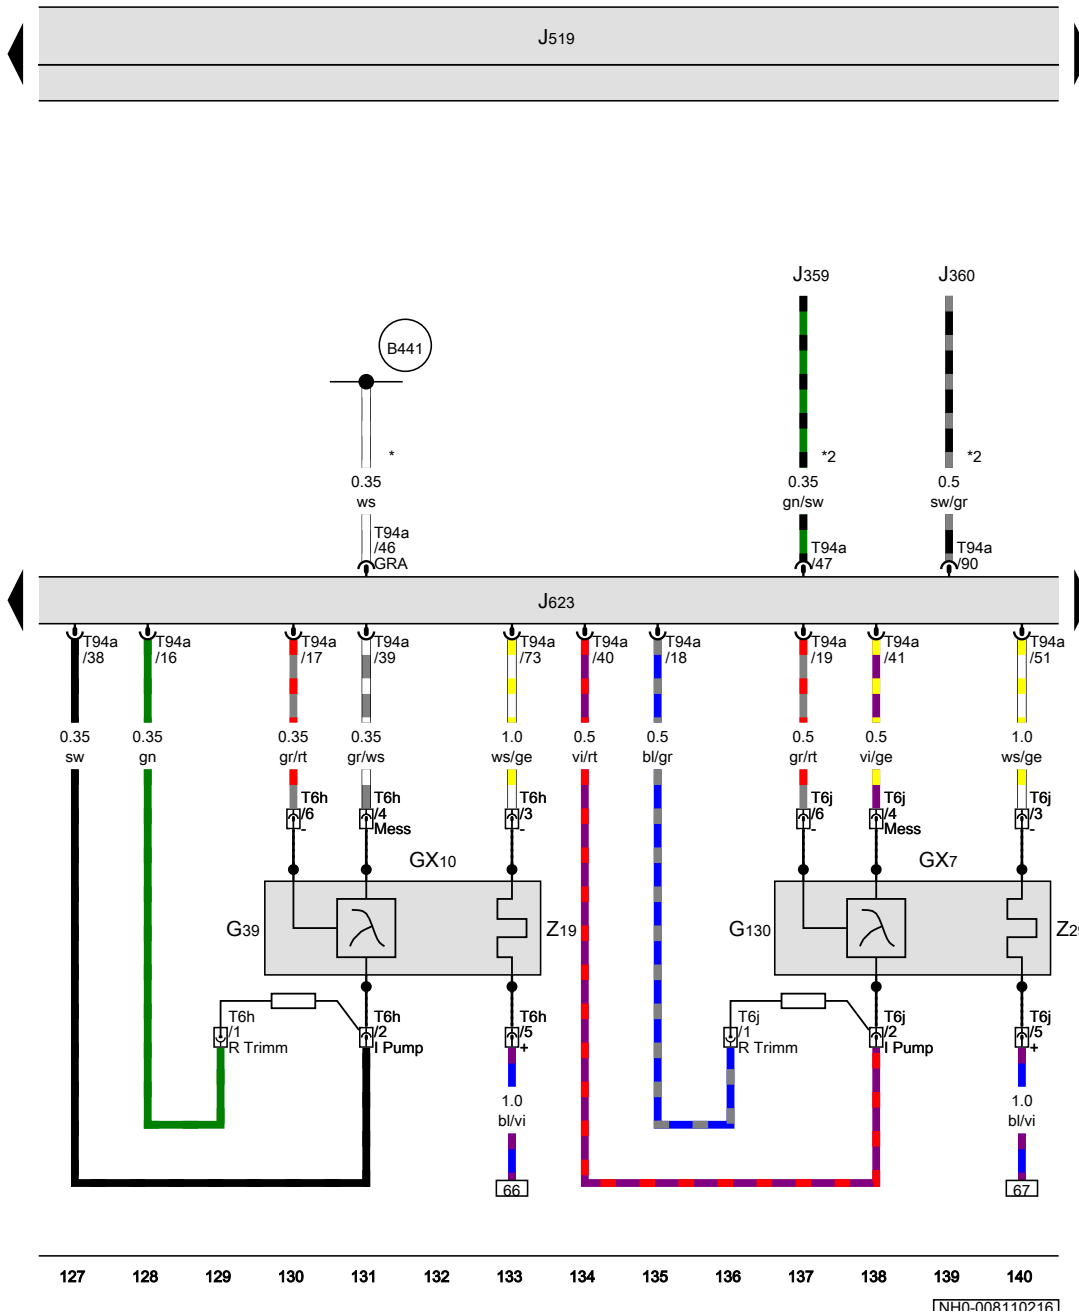 J519
J359
J360
B441
*
*2
*2
0.35
0.35
0.5
ws
gn/sw
sw/gr
T94a
/46
GRA
T94a
/47
T94a
/90
J623
T94a
/38
T94a
/16
T94a
/17
T94a
/39
T94a
/73
T94a
/40
T94a
/18
T94a
/19
T94a
/41
T94a
/51
0.35
0.35
0.35
0.35
1.0
0.5
0.5
0.5
0.5
1.0
sw
gn
gr/rt
gr/ws
ws/ge
vi/rt
bl/gr
gr/rt
vi/ge
ws/ge
T6h
/6
-
T6h
/4
Mess
T6h
/3
-
T6j
/6
-
T6j
/4
Mess
T6j
/3
-
GX10
GX7
G39
Z19
G130
T6h
/1
R Trimm
T6h
/2
I Pump
T6h
/5
+
T6j
/1
R Trimm
T6j
/2
I Pump
T6j
/5
+
1.0
1.0
bl/vi
bl/vi
66
67
127 128 129 130 131 132 133 134 135 136 137 138 139 140
NH0-008110216